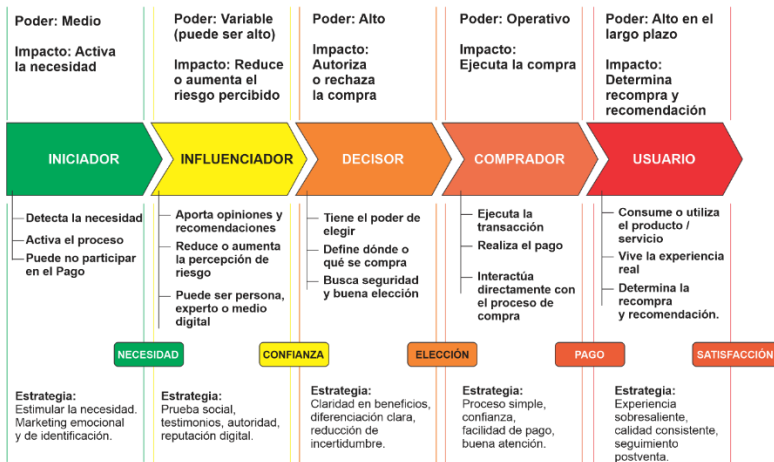 Poder: Medio
Impacto: Activa
la necesidad
Poder: Variable
(puede ser alto)
Impacto: Reduce
o aumenta el
riesgo percibido
Poder: Alto
Impacto:
Autoriza
o rechaza
la compra
Poder: Operativo
Impacto:
Ejecuta la compra
Poder: Alto en el
largo plazo
Impacto:
Determina
recompra y
recomendación
INICIADOR
INFLUENCIADOR
DECISOR
COMPRADOR
USUARIO
Detecta la necesidad
Activa el proceso
Puede no participar
en el Pago
Aporta opiniones y
recomendaciones
Reduce o aumenta
la percepción de
riesgo
Puede ser persona,
experto o medio
digital
Tiene el poder de
elegir
Define dónde o
qué se compra
Busca seguridad
y buena elección
Ejecuta la
transacción
Realiza el pago
Interactúa
directamente con
el proceso de
compra
Consume o utiliza
el producto /
servicio
Vive la experiencia
real
Determina la
recompra
y recomendación.
NECESIDAD
CONFIANZA
ELECCIÓN
PAGO
SATISFACCIÓN
Estrategia:
Estimular la necesidad.
Marketing emocional
y de identificación.
Estrategia:
Prueba social,
testimonios, autoridad,
reputación digital.
Estrategia:
Claridad en beneficios,
diferenciación clara,
reducción de
incertidumbre.
Estrategia:
Proceso simple,
confianza,
facilidad de pago,
buena atención.
Estrategia:
Experiencia
sobresaliente,
calidad consistente,
seguimiento
postventa.